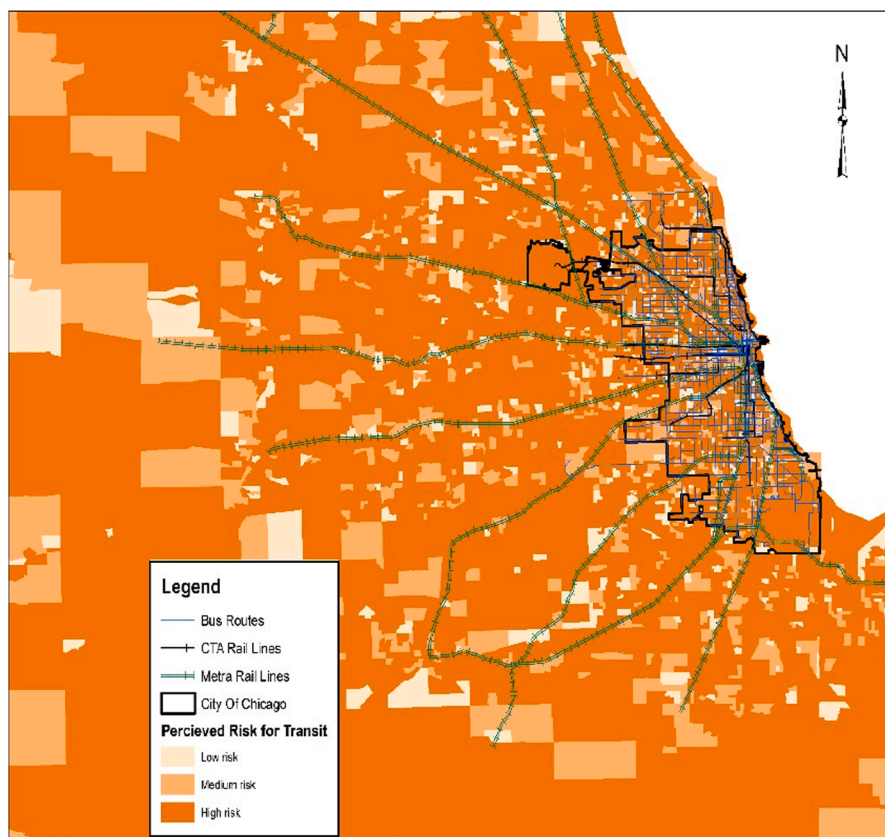 N
Legend
Bus Routes
CTA Rail Lines
Metra Rail Lines
City Of Chicago
Percieved Risk for Transit
Low risk
Medium risk
High risk